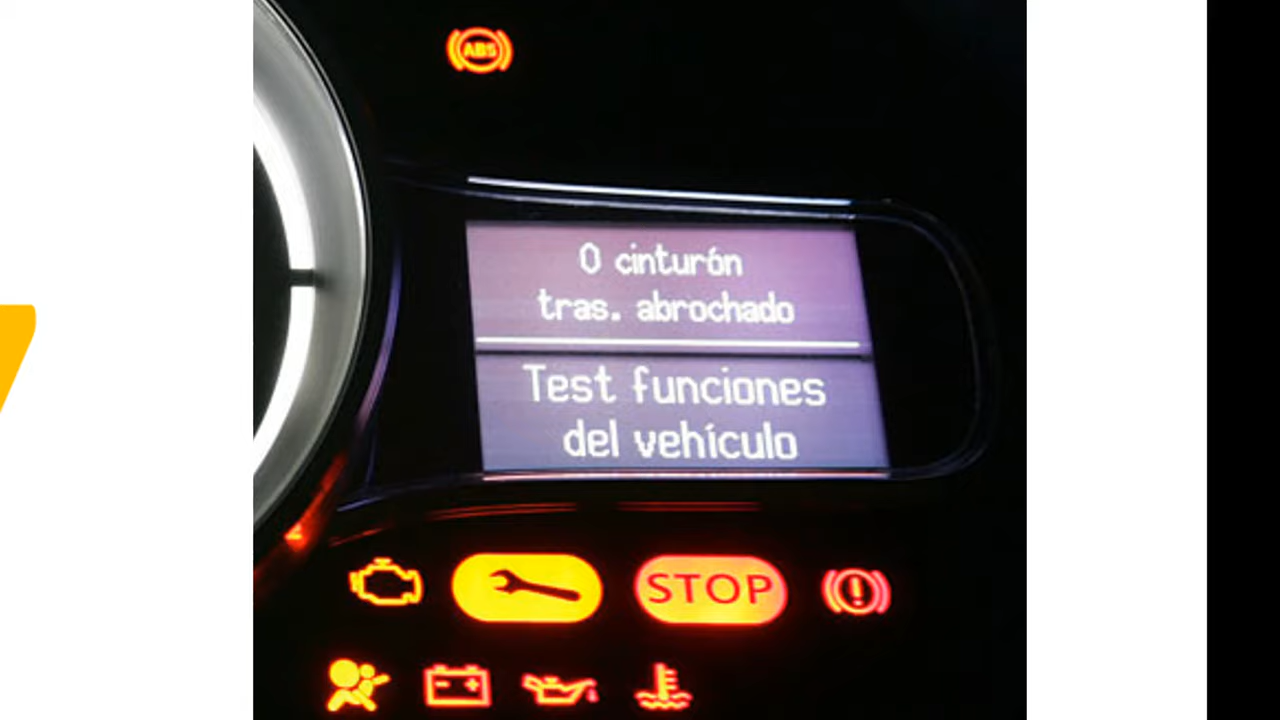 ABS
0 cinturón
tras. abrochado
Test funciones
del vehículo
STOP